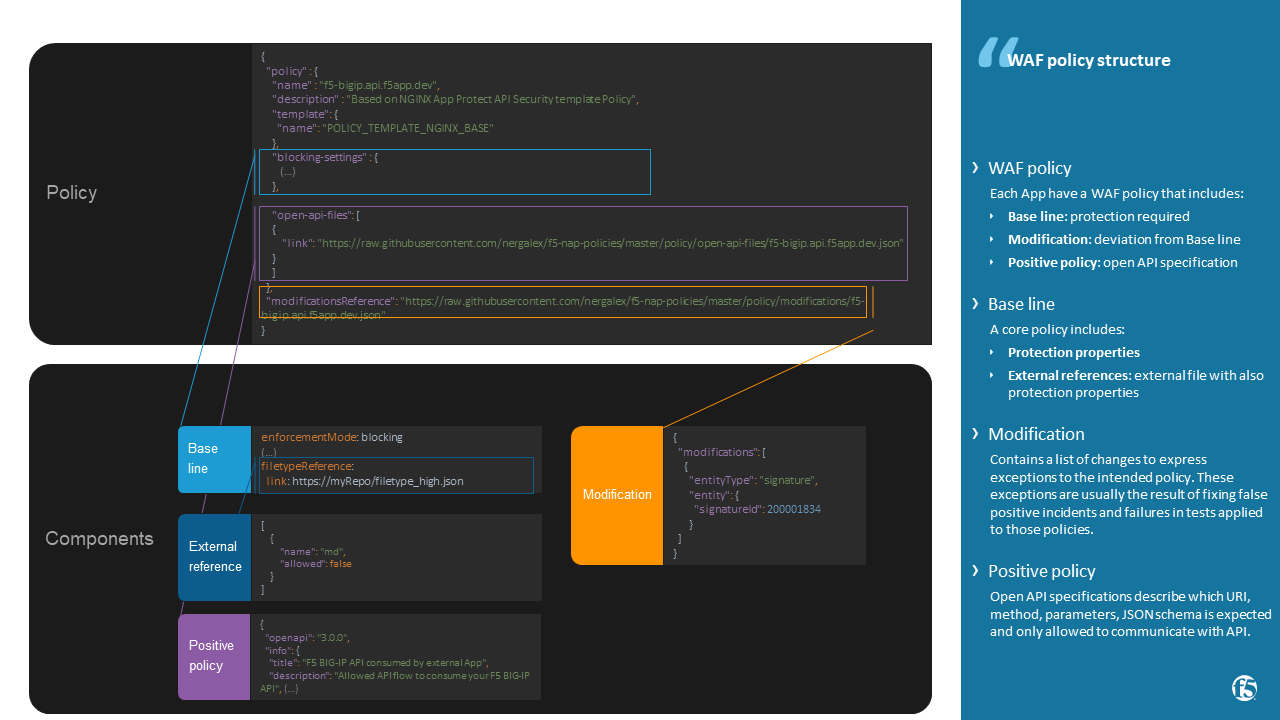 Policy
{
"policy" : {
"name" : "f5-bigip.api.f5app.dev",
"description" : "Based on NGINX App Protect API Security template Policy",
"template": {
"name": "POLICY_TEMPLATE_NGINX_BASE"
},
"blocking-settings" : {
(...)
},
"open-api-files": [
{
"link": "https://raw.githubusercontent.com/nergalex/f5-nap-policies/master/policy/open-api-files/f5-bigip.api.f5app.dev.json"
}
]
},
"modificationsReference": "https://raw.githubusercontent.com/nergalex/f5-nap-policies/master/policy/modifications/f5-
bigip.api.f5app.dev.json"
}
Components
Base
line
enforcementMode: blocking
(...)
filetypeReference:
link: https://myRepo/filetype_high.json
External
reference
[
{
"name": "md",
"allowed": false
}
]
Positive
policy
{
"openapi": "3.0.0",
"info": {
"title": "F5 BIG-IP API consumed by external App",
"description": "Allowed API flow to consume your F5 BIG-IP
API", (...)
Modification
{
"modifications": [
{
"entityType": "signature",
"entity": {
"signatureId": 200001834
}
]
}
“
WAF policy structure
› WAF policy
Each App have a WAF policy that includes:
Base line: protection required
Modification: deviation from Base line
Positive policy: open API specification
› Base line
A core policy includes:
Protection properties
External references: external file with also
protection properties
› Modification
Contains a list of changes to express
exceptions to the intended policy. These
exceptions are usually the result of fixing false
positive incidents and failures in tests applied
to those policies.
› Positive policy
Open API specifications describe which URI,
method, parameters, JSON schema is expected
and only allowed to communicate with API.
f5